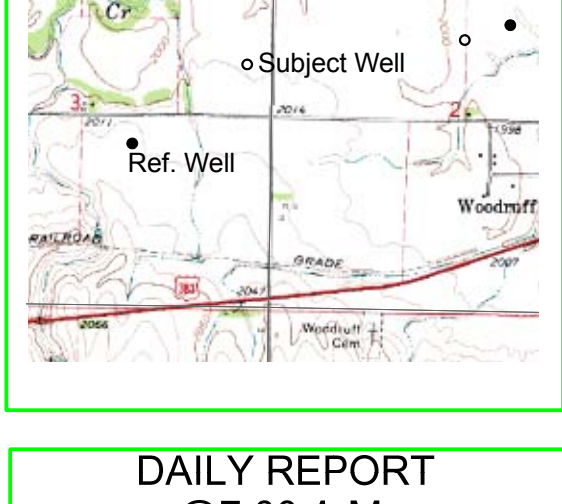 Cr
Subject Well
3
2014
2
2011
1998
Ref. Well
Woodruff
RAILROAD
GRADE
2007
383
2047
2066
Woodruff
Cem
DAILY REPORT